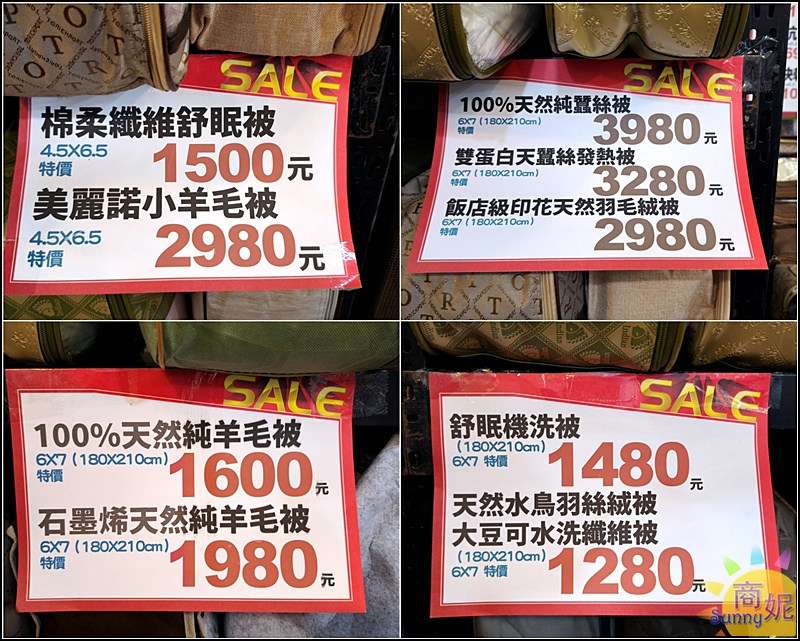 SALE
棉柔纖維舒眠被
4.5X6.5
特價
1500元
美麗諾小羊毛被
4.5X6.5
特價
2980元
SALE
100%天然純蠶絲被
6X7 (180X210cm)
特價
3980元
雙蛋白天蠶絲發熱被
6X7 (180X210cm)
特價
3280元
飯店級印花天然羽毛絨被
6X7 (180X210cm)
特價
2980元
SALE
100%天然純羊毛被
6X7 (180X210cm)
特價
1600元
石墨烯天然純羊毛被
6X7 (180X210cm)
特價
1980元
SALE
舒眠機洗被
(180X210cm)
6X7 特價
1480元
天然水鳥羽絲絨被
大豆可水洗纖維被
(180X210cm)
6X7 特價
1280元
商妮
Sunny